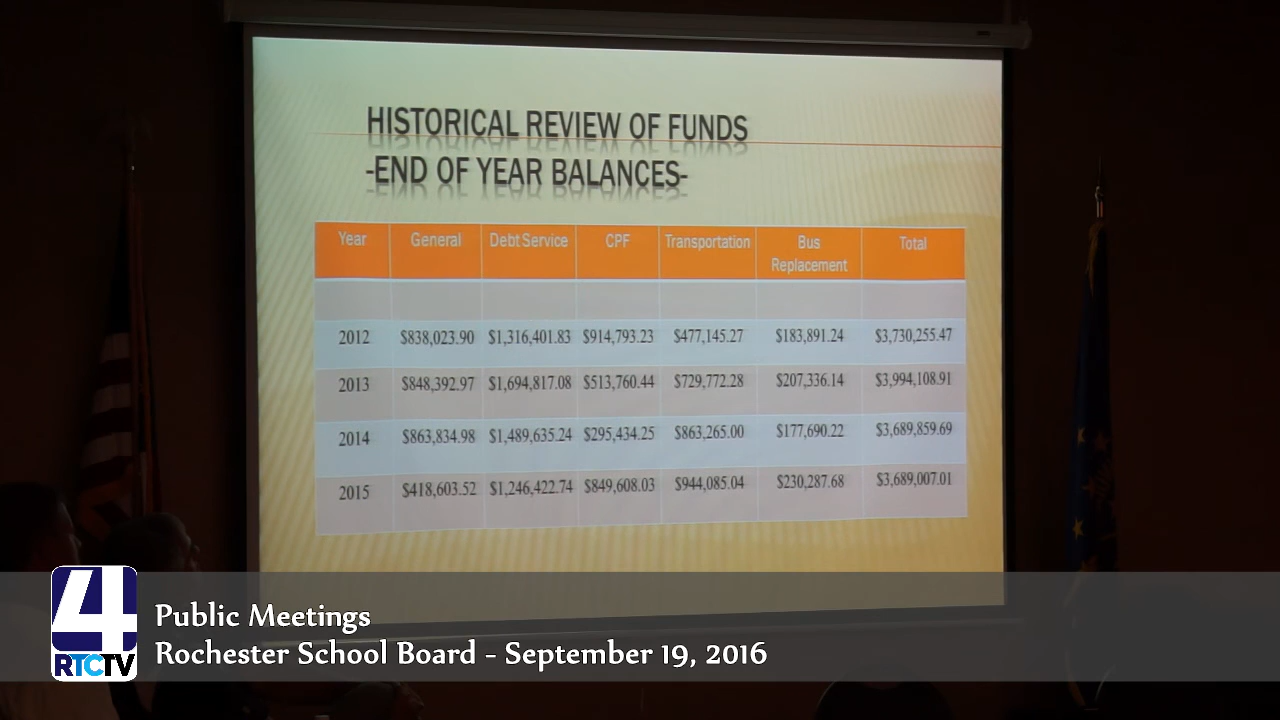 HISTORICAL REVIEW OF FUNDS
-END OF YEAR BALANCES-
Year General Debt Service CPF Transportation Bus Replacement Total
2012 $838,023.90 $1,316,401.83 $914,793.23 $477,145.27 $183,891.24 $3,730,255.47
2013 $848,392.97 $1,694,817.08 $513,760.44 $729,772.28 $207,336.14 $3,994,108.91
2014 $863,834.98 $1,489,635.24 $295,434.25 $863,265.00 $177,690.22 $3,689,859.69
2015 $418,603.52 $1,246,422.74 $849,608.03 $944,085.04 $230,287.68 $3,689,007.01
4
RTCTV
Public Meetings
Rochester School Board - September 19, 2016